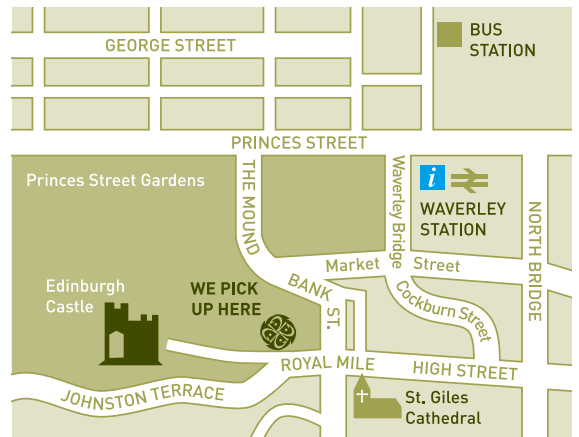 BUS
STATION
GEORGE STREET
PRINCES STREET
Princes Street Gardens
THE MOUND
Waverley Bridge
i
WAVERLEY
STATION
NORTH BRIDGE
Market Street
Edinburgh
Castle
WE PICK
UP HERE
BANK ST.
Cockburn Street
ROYAL MILE
HIGH STREET
JOHNSTON TERRACE
St. Giles
Cathedral